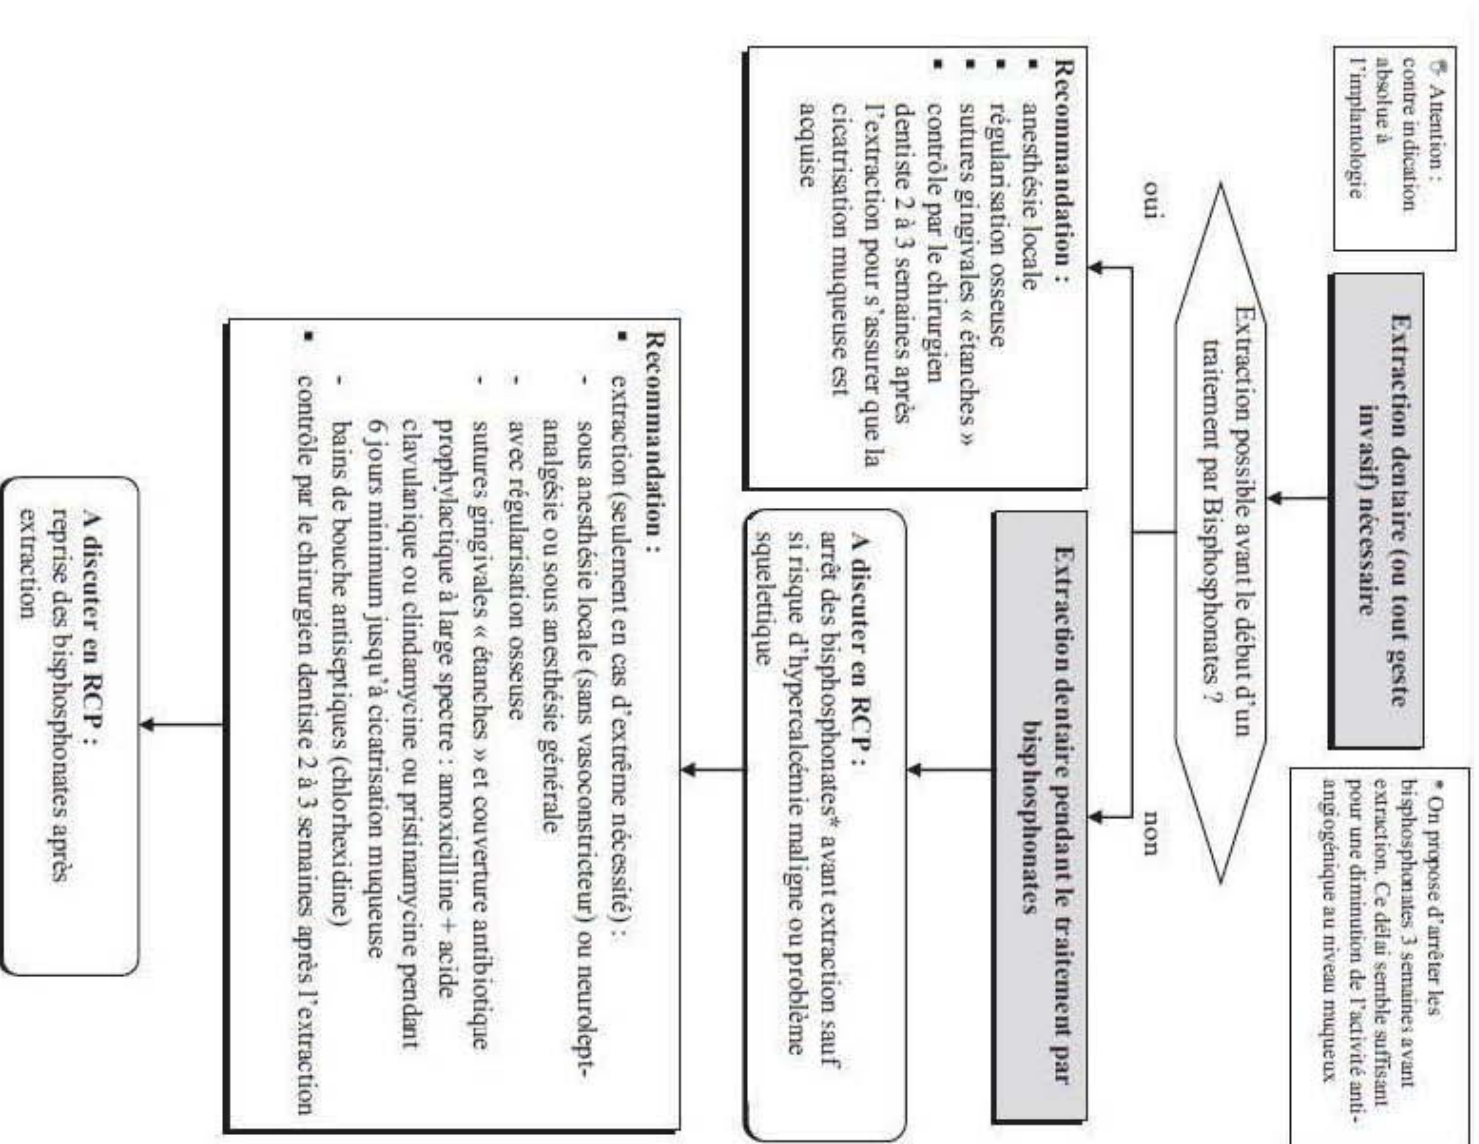 🖑 Attention :
contre indication
absolue à
l'implantologie
Extraction dentaire (ou tout geste
invasif) nécessaire
* On propose d'arrêter les
bisphosphonates 3 semaines avant
extraction. Ce délai semble suffisant
pour une diminution de l'activité anti-
angiogénique au niveau muqueux
Extraction possible avant le début d'un
traitement par Bisphosphonates ?
oui
non
Recommandation :
▪ anesthésie locale
▪ régularisation osseuse
▪ sutures gingivales « étanches »
▪ contrôle par le chirurgien
dentiste 2 à 3 semaines après
l'extraction pour s'assurer que la
cicatrisation muqueuse est
acquise
Extraction dentaire pendant le traitement par
bisphosphonates
A discuter en RCP :
arrêt des bisphosphonates* avant extraction sauf
si risque d'hypercalcémie maligne ou problème
squelettique
Recommandation :
▪ extraction (seulement en cas d'extrême nécessité) :
- sous anesthésie locale (sans vasoconstricteur) ou neurolept-
analgésie ou sous anesthésie générale
- avec régularisation osseuse
- sutures gingivales « étanches » et couverture antibiotique
prophylactique à large spectre : amoxicilline + acide
clavulanique ou clindamycine ou pristinamycine pendant
6 jours minimum jusqu'à cicatrisation muqueuse
- bains de bouche antiseptiques (chlorhexidine)
▪ contrôle par le chirurgien dentiste 2 à 3 semaines après l'extraction
A discuter en RCP :
reprise des bisphosphonates après
extraction